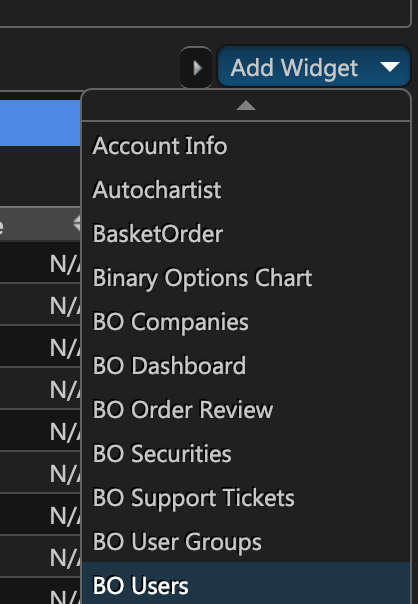 Add Widget
Account Info
Autochartist
BasketOrder
Binary Options Chart
BO Companies
BO Dashboard
BO Order Review
BO Securities
BO Support Tickets
BO User Groups
BO Users
e
N/A
N/A
N/A
N/A
N/A
N/A
N/A
N/A
N/A